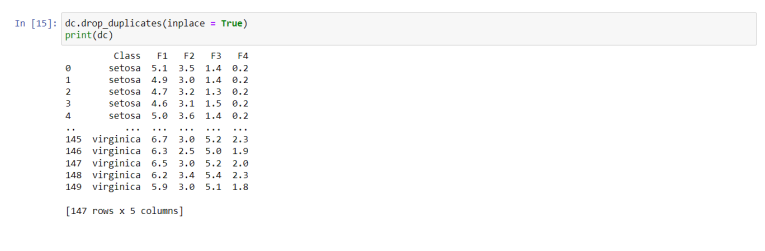 In [15]: dc.drop_duplicates(inplace = True)
print(dc)
Class F1 F2 F3 F4
0 setosa 5.1 3.5 1.4 0.2
1 setosa 4.9 3.0 1.4 0.2
2 setosa 4.7 3.2 1.3 0.2
3 setosa 4.6 3.1 1.5 0.2
4 setosa 5.0 3.6 1.4 0.2
.. ... ... ... ... ...
145 virginica 6.7 3.0 5.2 2.3
146 virginica 6.3 2.5 5.0 1.9
147 virginica 6.5 3.0 5.2 2.0
148 virginica 6.2 3.4 5.4 2.3
149 virginica 5.9 3.0 5.1 1.8
[147 rows x 5 columns]